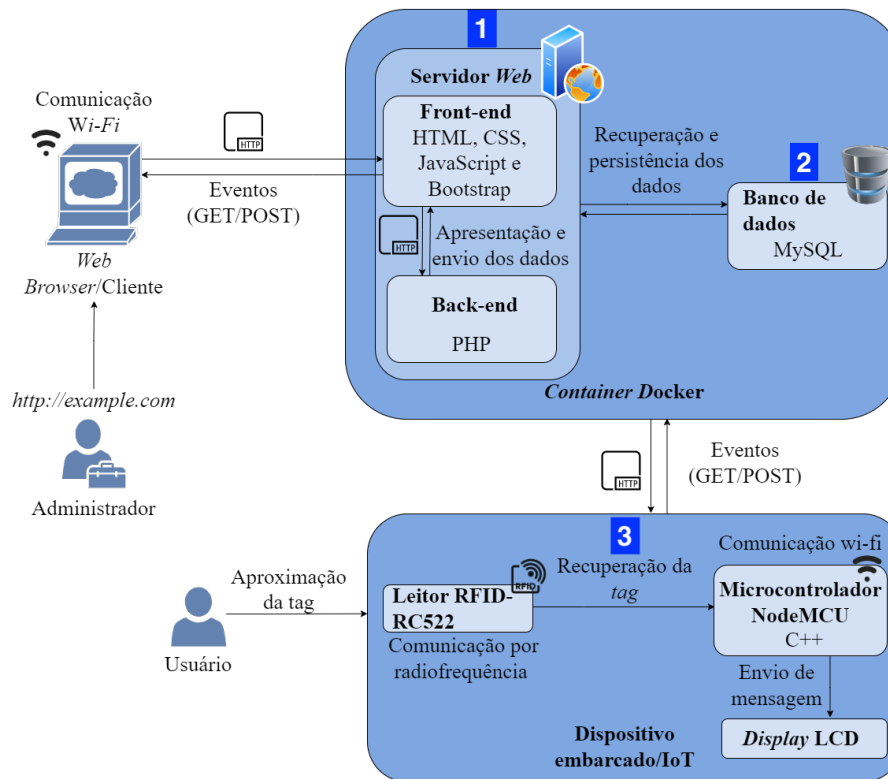 1
Servidor Web
Comunicação
Wi-Fi
HTTP
Front-end
HTML, CSS,
JavaScript e
Bootstrap
Eventos
(GET/POST)
Recuperação e
persistência dos
dados
2
Banco de
dados
MySQL
HTTP
Apresentação e
envio dos dados
Web
Browser/Cliente
Back-end
PHP
Container Docker
http://example.com
Administrador
HTTP
Eventos
(GET/POST)
3
Comunicação wi-fi
Aproximação
da tag
Usuário
RFID
Leitor RFID-
RC522
Comunicação por
radiofrequência
Recuperação da
tag
Microcontrolador
NodeMCU
C++
Envio de
mensagem
Display LCD
Dispositivo
embarcado/IoT